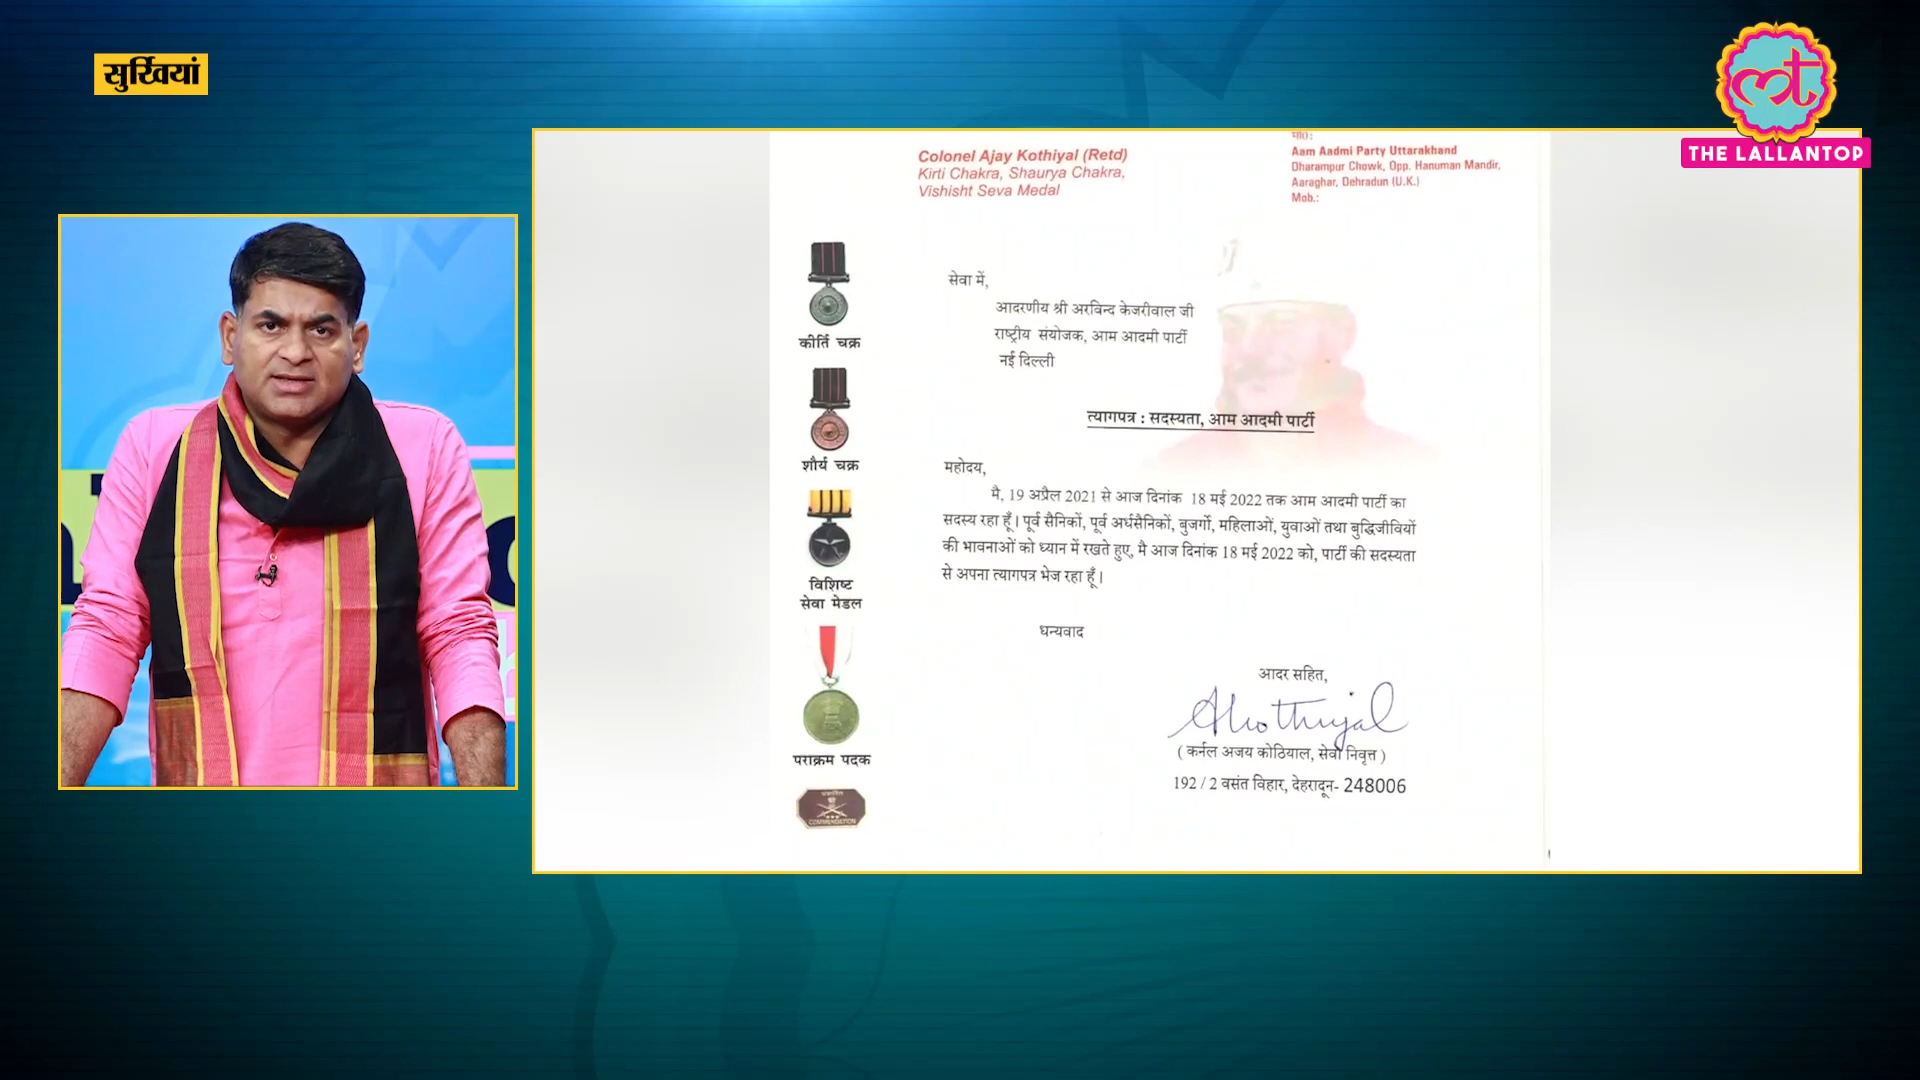 सुर्खियां
THE LALLANTOP
Colonel Ajay Kothiyal (Retd)
Kirti Chakra, Shaurya Chakra,
Vishisht Seva Medal
Aam Aadmi Party Uttarakhand
Dharampur Chowk, Opp. Hanuman Mandir,
Aaraghar, Dehradun (U.K.)
Mob.:
कीर्ति चक्र
शौर्य चक्र
विशिष्ट
सेवा मेडल
पराक्रम पदक
COMMENDATION
सेवा में,
आदरणीय श्री अरविन्द केजरीवाल जी
राष्ट्रीय संयोजक, आम आदमी पार्टी
नई दिल्ली
त्यागपत्र : सदस्यता, आम आदमी पार्टी
महोदय,
मै, 19 अप्रैल 2021 से आज दिनांक 18 मई 2022 तक आम आदमी पार्टी का
सदस्य रहा हूँ। पूर्व सैनिकों, पूर्व अर्धसैनिकों, बुजर्गो, महिलाओं, युवाओं तथा बुद्धिजीवियों
की भावनाओं को ध्यान में रखते हुए, मै आज दिनांक 18 मई 2022 को, पार्टी की सदस्यता
से अपना त्यागपत्र भेज रहा हूँ।
धन्यवाद
आदर सहित,
AKothiyal
( कर्नल अजय कोठियाल, सेवा निवृत्त )
192 / 2 वसंत विहार, देहरादून- 248006